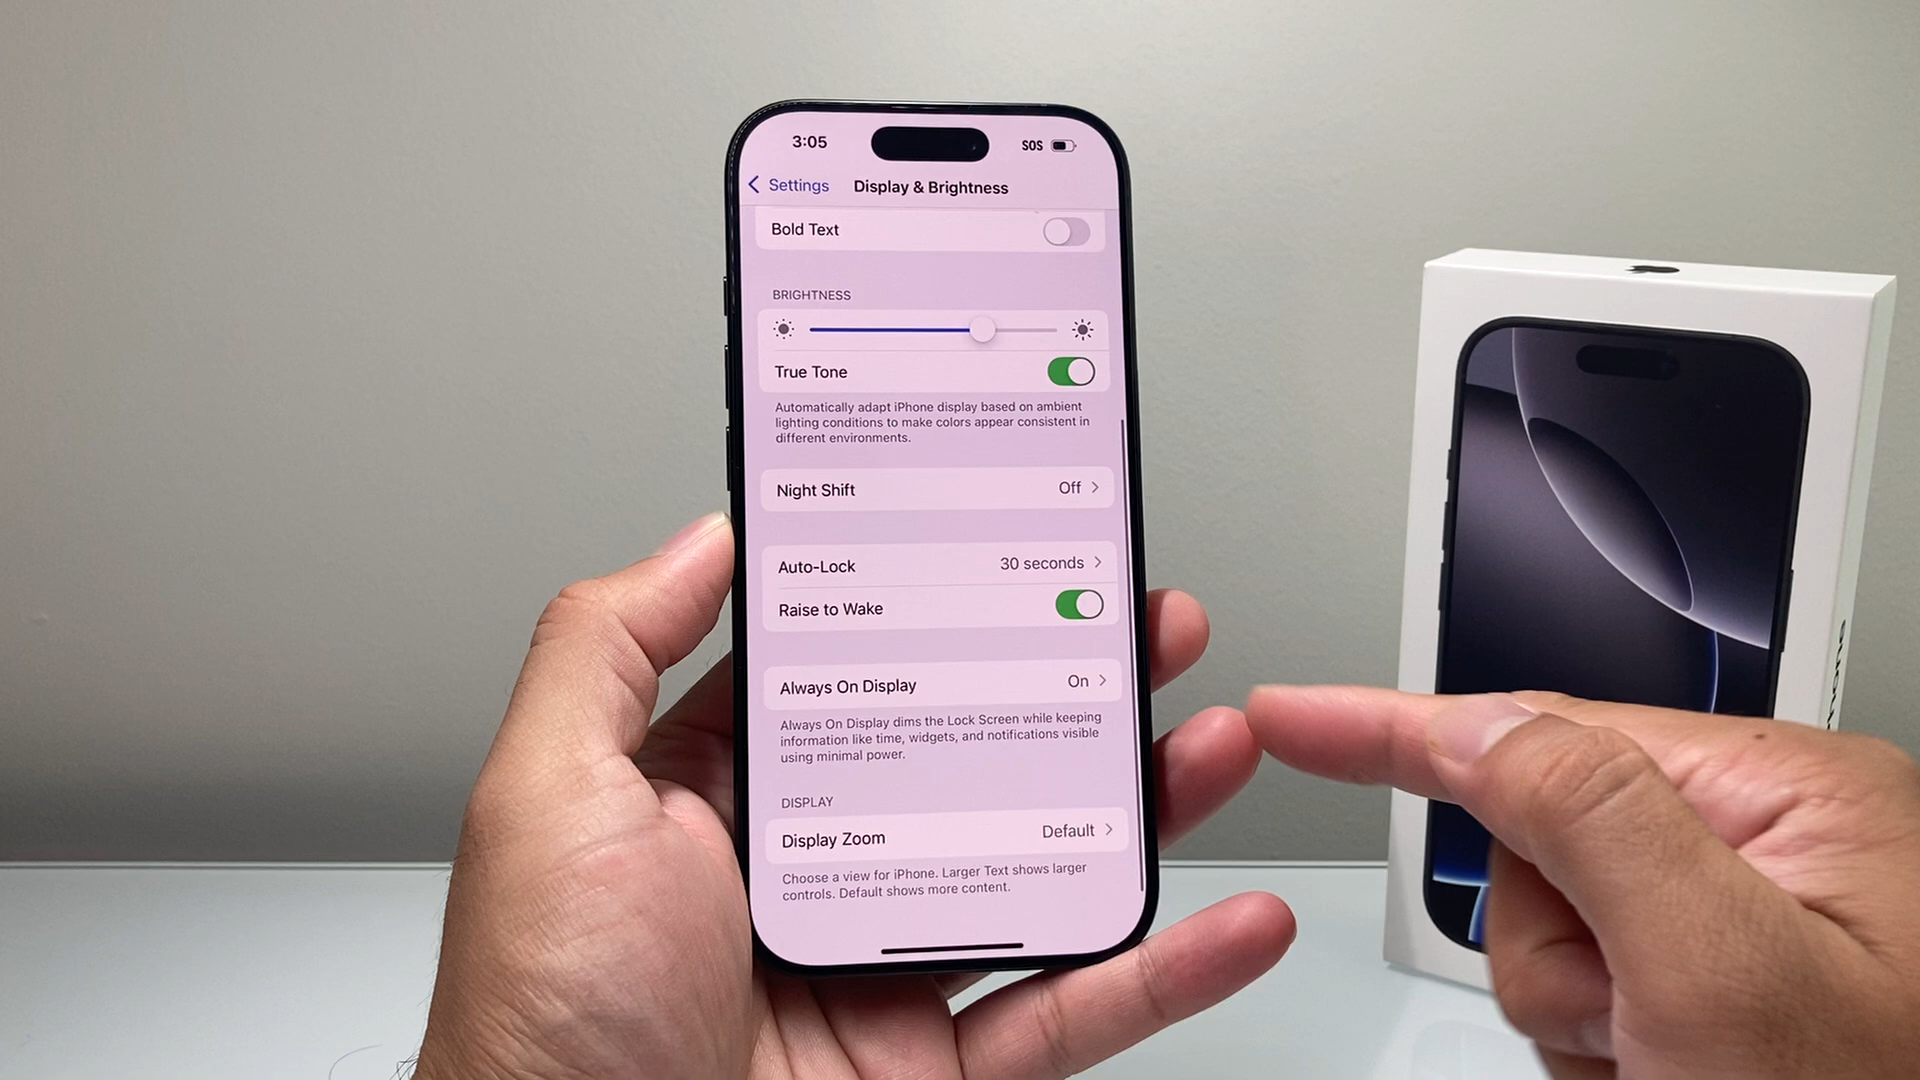 3:05
SOS
Settings
Display & Brightness
Bold Text
BRIGHTNESS
True Tone
Automatically adapt iPhone display based on ambient
lighting conditions to make colors appear consistent in
different environments.
Night Shift
Off
Auto-Lock
30 seconds
Raise to Wake
Always On Display
On
Always On Display dims the Lock Screen while keeping
information like time, widgets, and notifications visible
using minimal power.
DISPLAY
Display Zoom
Default
Choose a view for iPhone. Larger Text shows larger
controls. Default shows more content.